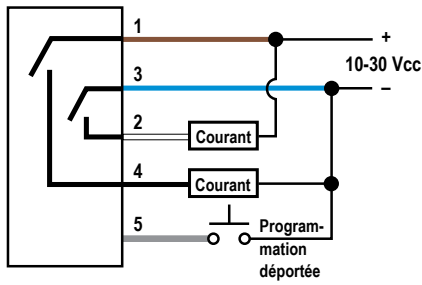 1
+
10-30 Vcc
3
–
2
Courant
4
Courant
5
Program-
mation
déportée